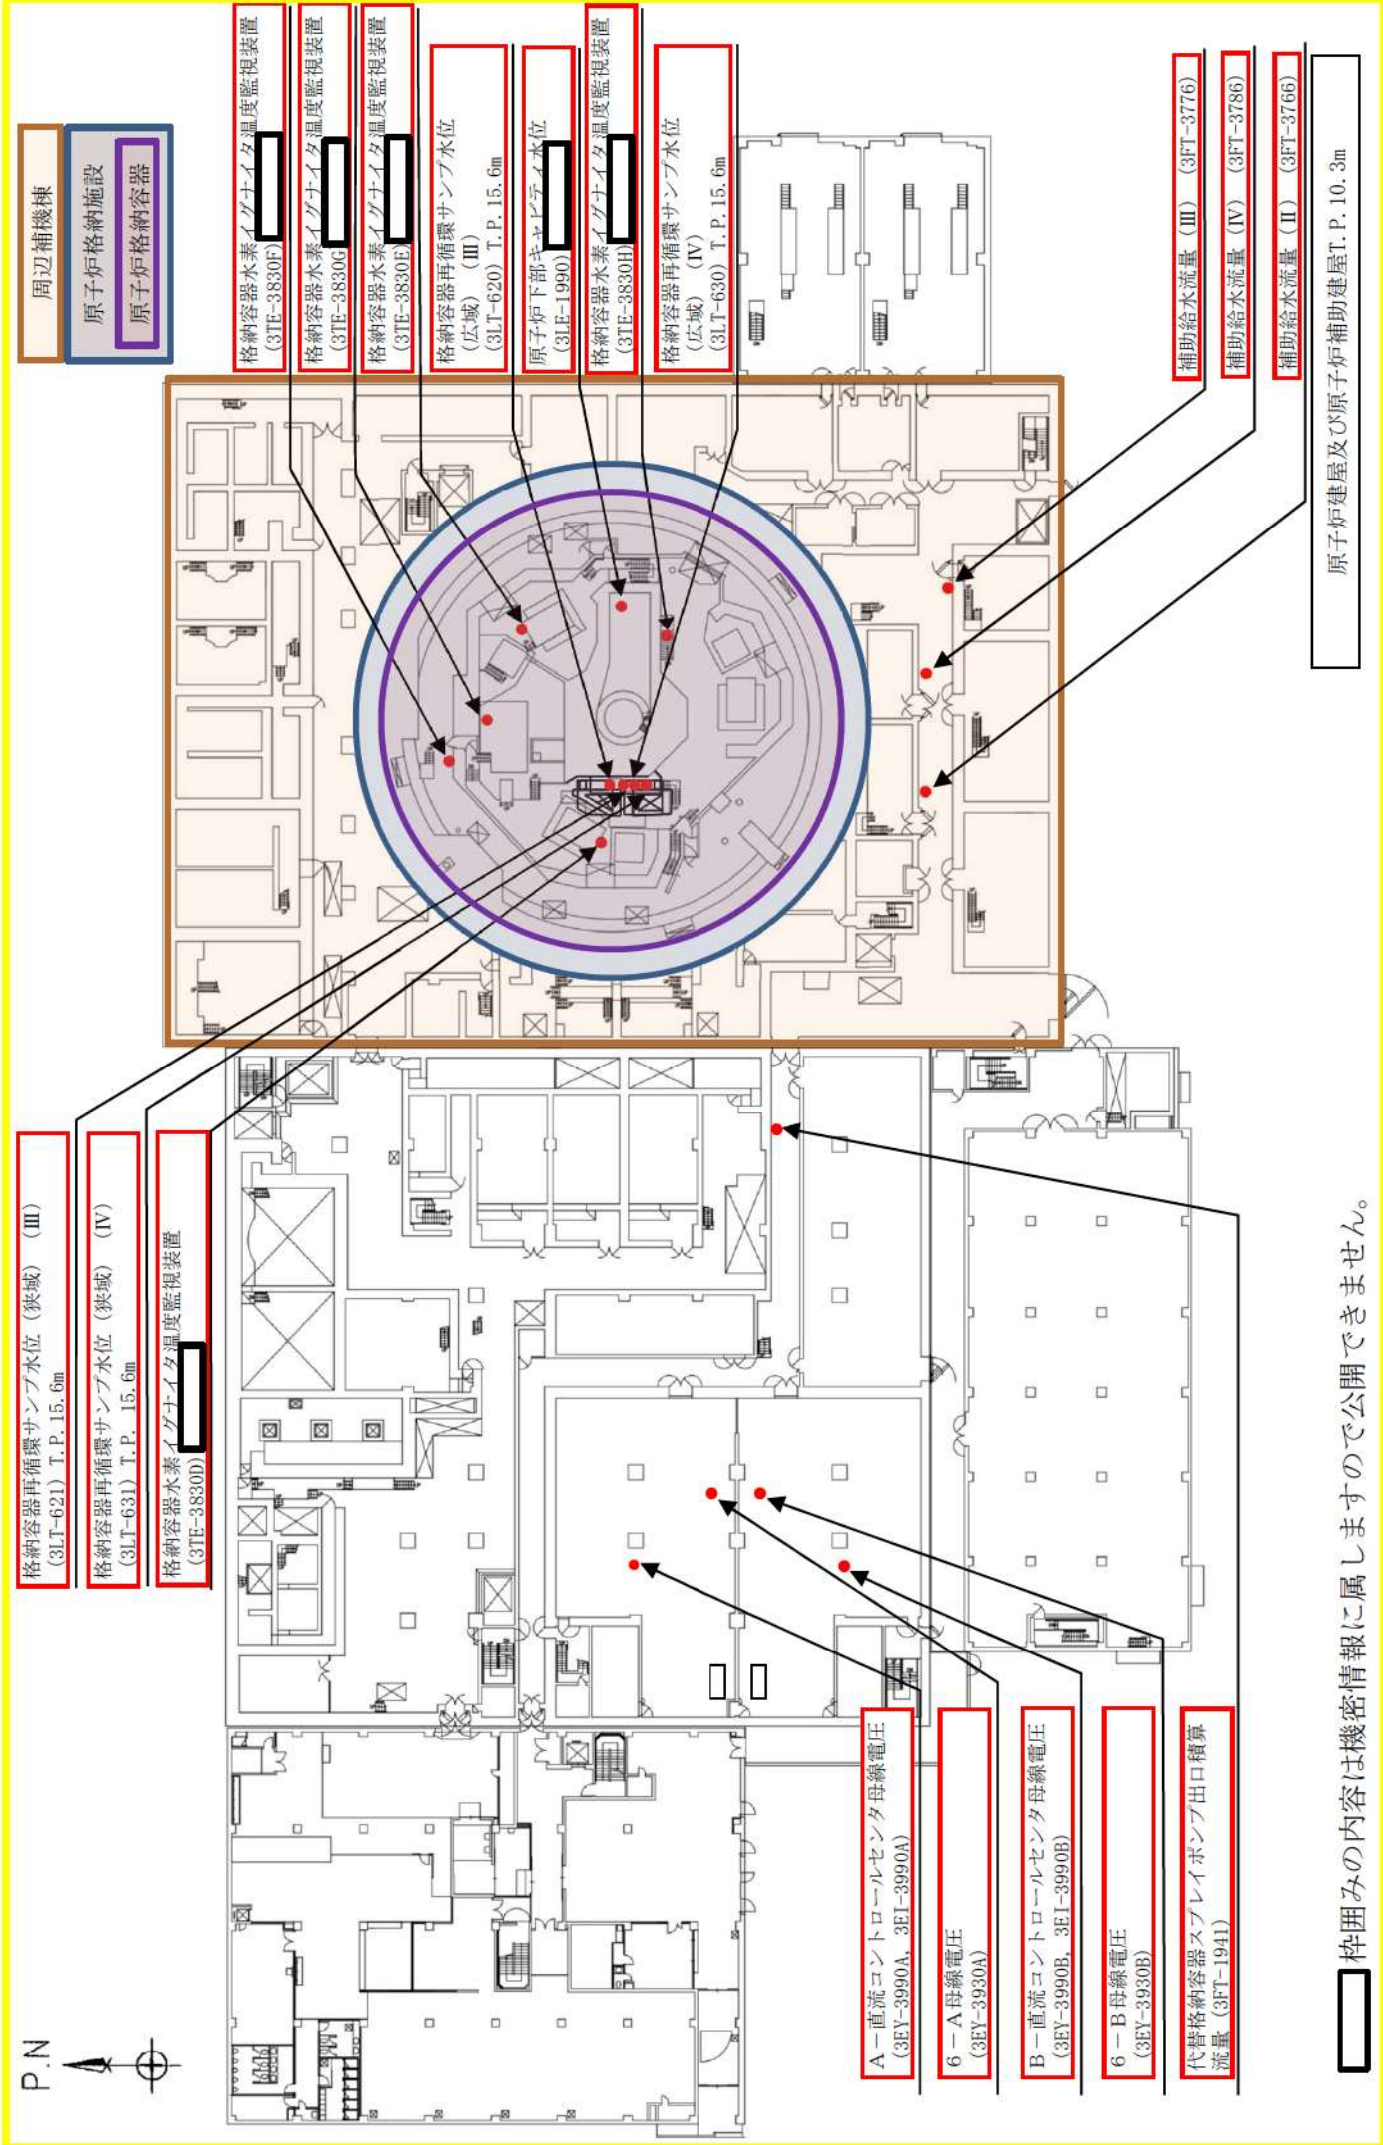 P.N
周辺補機棟
原子炉格納施設
原子炉格納容器
格納容器再循環サンプ水位（狭域）（Ⅲ）
(3LT-621) T.P. 15.6m
格納容器再循環サンプ水位（狭域）（Ⅳ）
(3LT-631) T.P. 15.6m
格納容器水素イグナイタ温度監視装置
(3TE-3830D)
格納容器水素イグナイタ温度監視装置
(3TE-3830F)
格納容器水素イグナイタ温度監視装置
(3TE-3830G)
格納容器水素イグナイタ温度監視装置
(3TE-3830E)
格納容器再循環サンプ水位
（広域）（Ⅲ）
(3LT-620) T.P. 15.6m
原子炉下部キャビティ水位
(3LE-1990)
格納容器水素イグナイタ温度監視装置
(3TE-3830H)
格納容器再循環サンプ水位
（広域）（Ⅳ）
(3LT-630) T.P. 15.6m
A－直流コントロールセンタ母線電圧
(3EY-3990A, 3EI-3990A)
6－A母線電圧
(3EY-3930A)
B－直流コントロールセンタ母線電圧
(3EY-3990B, 3EI-3990B)
6－B母線電圧
(3EY-3930B)
代替格納容器スプレイポンプ出口積算
流量 (3FT-1941)
補助給水流量（Ⅲ）(3FT-3776)
補助給水流量（Ⅳ）(3FT-3786)
補助給水流量（Ⅱ）(3FT-3766)
原子炉建屋及び原子炉補助建屋T.P. 10.3m
枠囲みの内容は機密情報に属しますので公開できません。